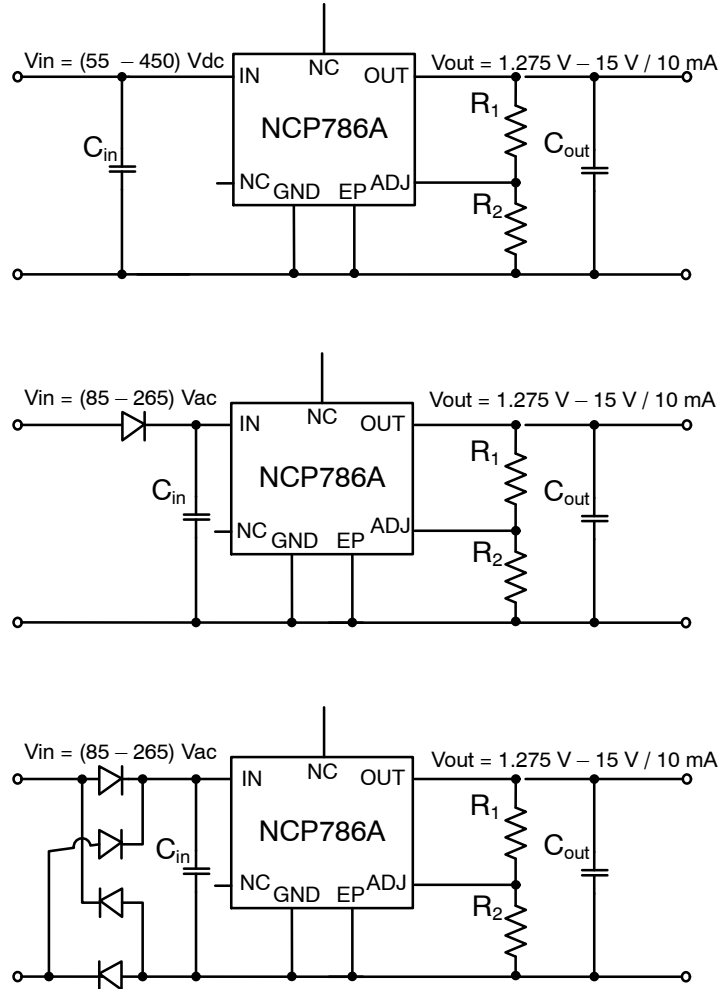 Vin = (55 – 450) Vdc
Vout = 1.275 V – 15 V / 10 mA
IN
NC
OUT
R1
NCP786A
Cin
Cout
NC
GND
EP
ADJ
R2
Vin = (85 – 265) Vac
Vout = 1.275 V – 15 V / 10 mA
IN
NC
OUT
R1
NCP786A
Cin
Cout
NC
GND
EP
ADJ
R2
Vin = (85 – 265) Vac
Vout = 1.275 V – 15 V / 10 mA
IN
NC
OUT
R1
NCP786A
Cin
Cout
NC
GND
EP
ADJ
R2